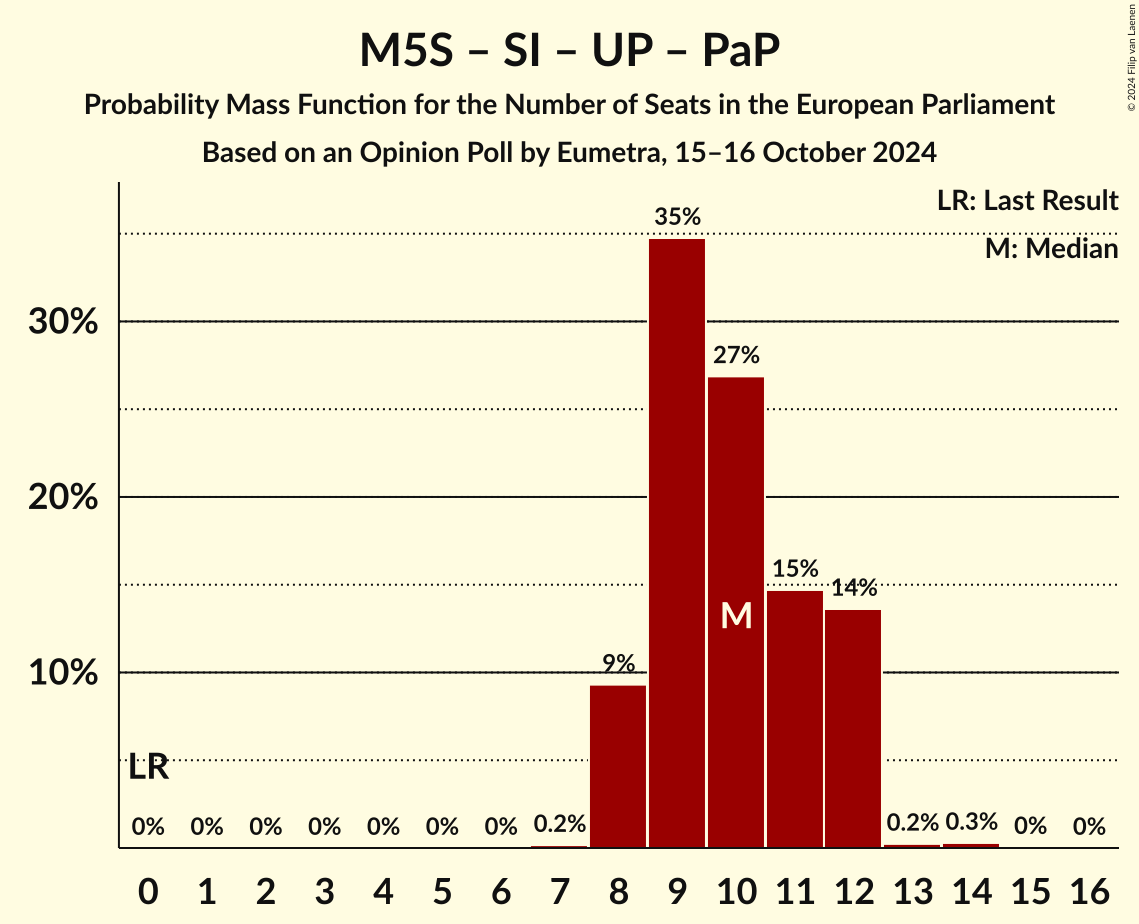 M5S – SI – UP – PaP
Probability Mass Function for the Number of Seats in the European Parliament
Based on an Opinion Poll by Eumetra, 15–16 October 2024
© 2024 Filip van Laenen
LR: Last Result
M: Median
30%
20%
10%
35%
27%
15%
14%
9%
M
LR
0% 0% 0% 0% 0% 0% 0% 0.2% 0.2% 0.3% 0% 0%
0 1 2 3 4 5 6 7 8 9 10 11 12 13 14 15 16